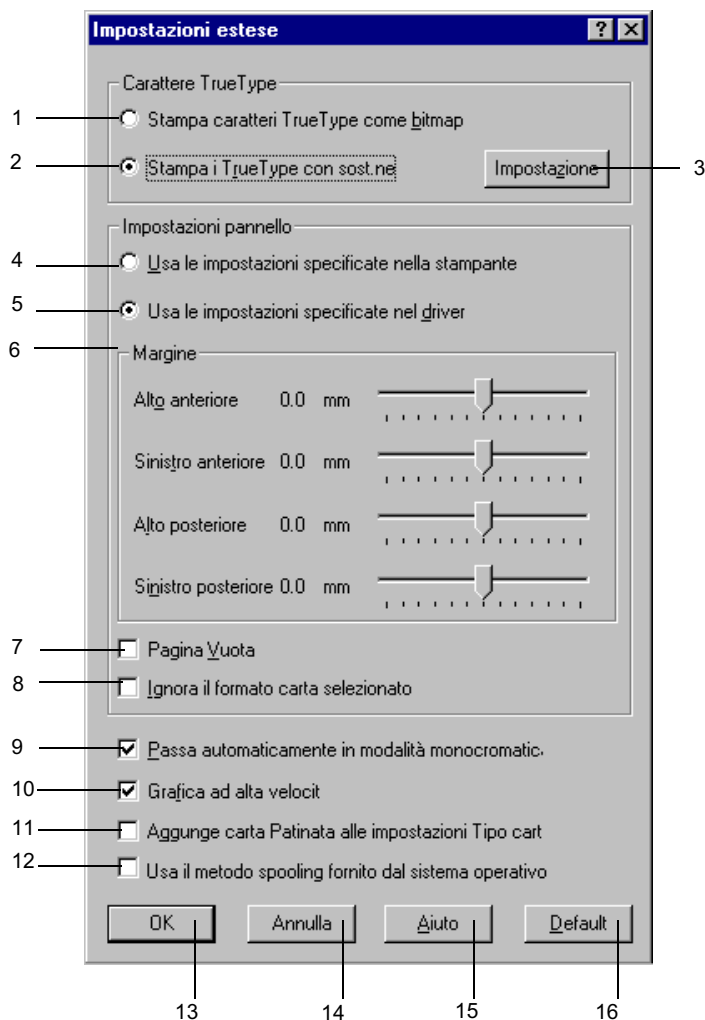 Impostazioni estese
Carattere TrueType
1 Stampa caratteri TrueType come bitmap
2 Stampa i TrueType con sost.ne Impostazione 3
Impostazioni pannello
4 Usa le impostazioni specificate nella stampante
5 Usa le impostazioni specificate nel driver
6 Margine
Alto anteriore 0.0 mm
Sinistro anteriore 0.0 mm
Alto posteriore 0.0 mm
Sinistro posteriore 0.0 mm
7 Pagina Vuota
8 Ignora il formato carta selezionato
9 Passa automaticamente in modalità monocromatic
10 Grafica ad alta velocit
11 Aggunge carta Patinata alle impostazioni Tipo cart
12 Usa il metodo spooling fornito dal sistema operativo
OK Annulla Aiuto Default
13 14 15 16